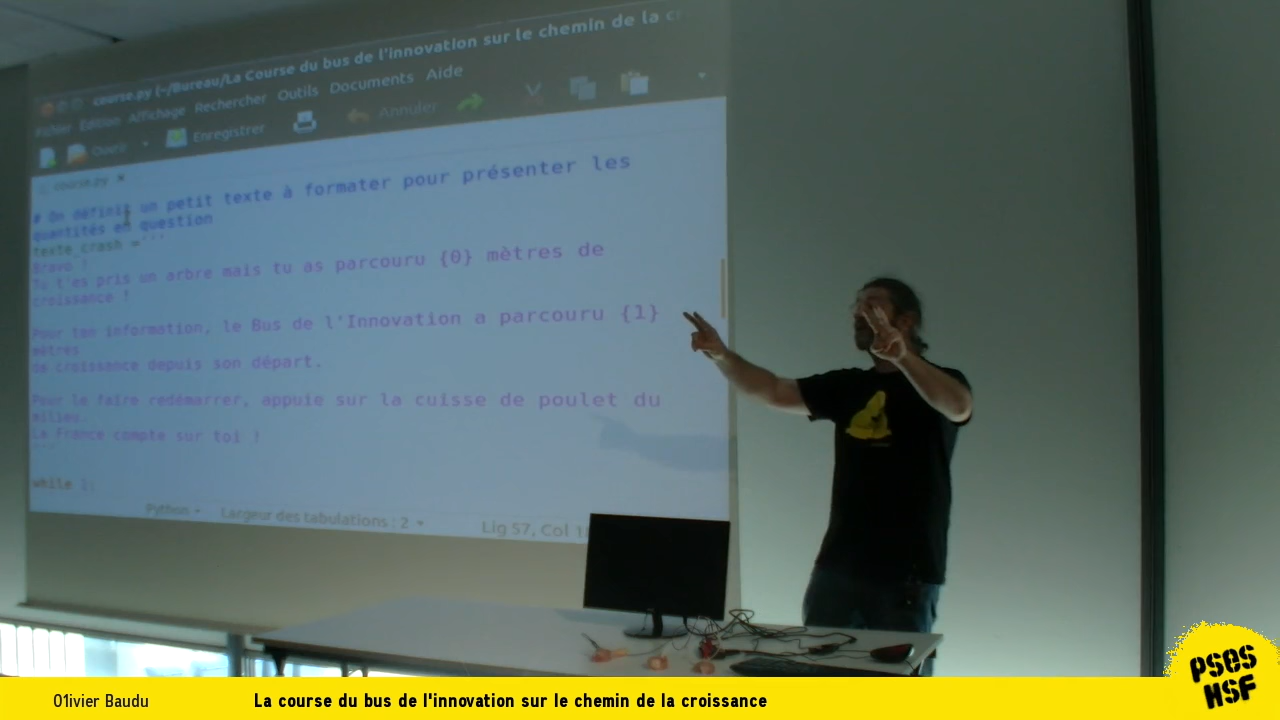 course.py (~/Bureau/La Course du bus de l'innovation sur le chemin de la c
Fichier Édition Affichage Rechercher Outils Documents Aide
Ouvrir Enregistrer Annuler
course.py ×
# On définit un petit texte à formater pour présenter les
quantités en question
texte_crash ='''
Bravo !
Tu t'es pris un arbre mais tu as parcouru {0} mètres de
croissance !
Pour ton information, le Bus de l'Innovation a parcouru {1}
mètres
de croissance depuis son départ.
Pour le faire redémarrer, appuie sur la cuisse de poulet du
milieu.
La France compte sur toi !
'''
while 1:
Python Largeur des tabulations : 2 Lig 57, Col
PSES
HSF
O1ivier Baudu La course du bus de l'innovation sur le chemin de la croissance